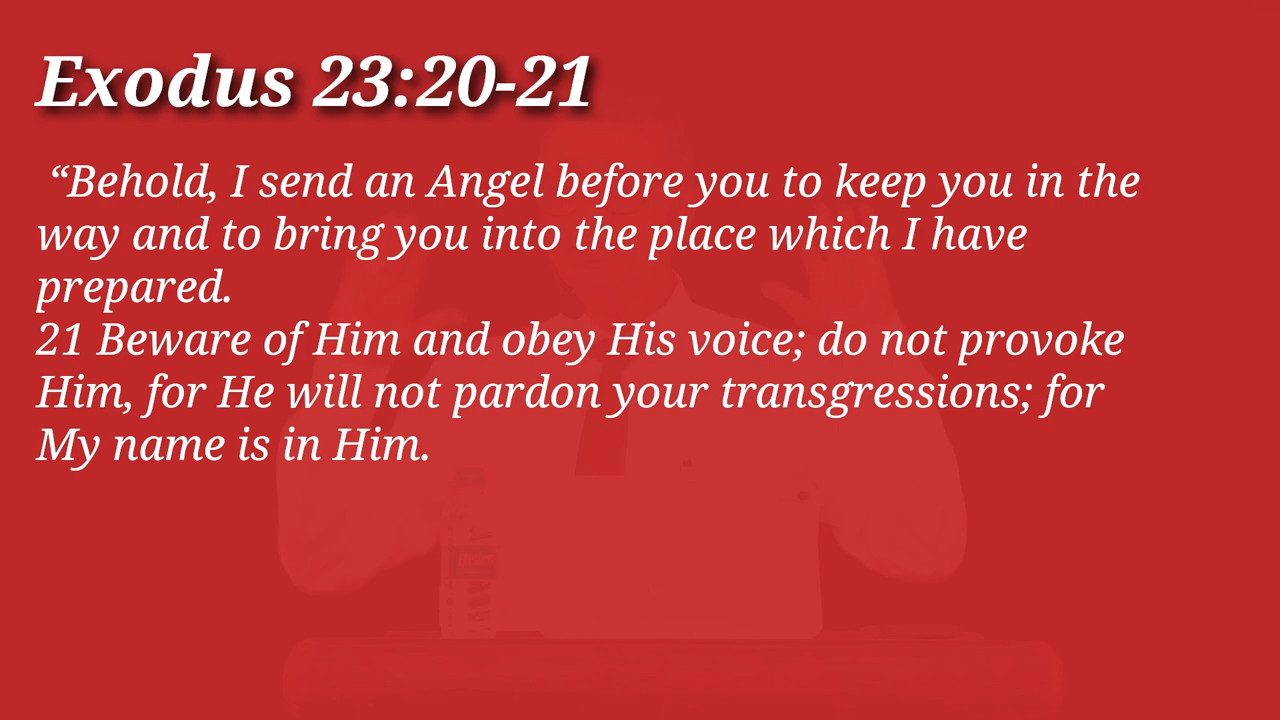 Exodus 23:20-21
“Behold, I send an Angel before you to keep you in the
way and to bring you into the place which I have
prepared.
21 Beware of Him and obey His voice; do not provoke
Him, for He will not pardon your transgressions; for
My name is in Him.